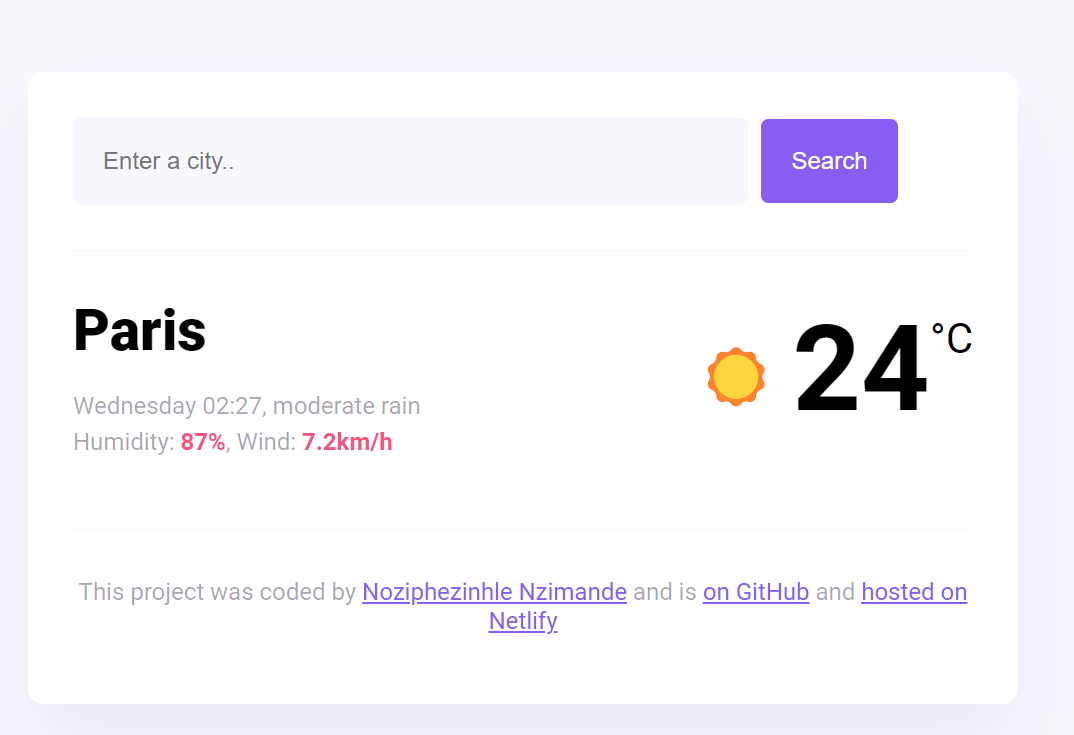 Enter a city..
Search
Paris
24°C
Wednesday 02:27, moderate rain
Humidity: 87%, Wind: 7.2km/h
This project was coded by Noziphezinhle Nzimande and is on GitHub and hosted on
Netlify